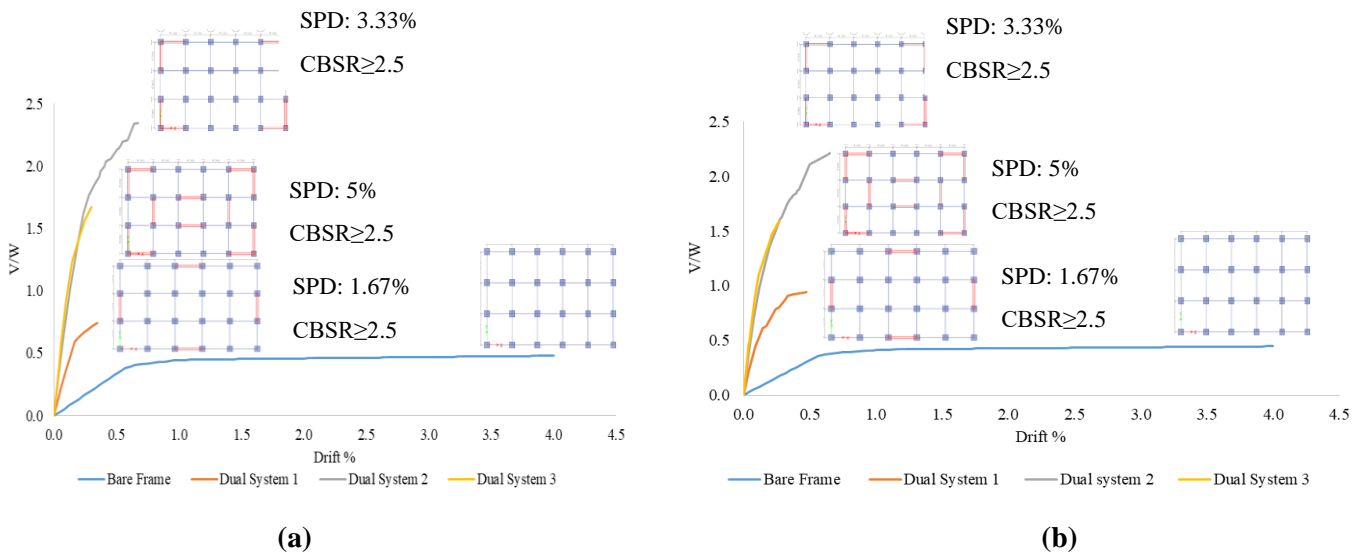 SPD: 3.33%
CBSR≥2.5
SPD: 5%
CBSR≥2.5
SPD: 1.67%
CBSR≥2.5
2.5
2.0
1.5
1.0
0.5
0.0
V/W
0.0 0.5 1.0 1.5 2.0 2.5 3.0 3.5 4.0 4.5
Drift %
Bare Frame Dual System 1 Dual System 2 Dual System 3
(a)
SPD: 3.33%
CBSR≥2.5
SPD: 5%
CBSR≥2.5
SPD: 1.67%
CBSR≥2.5
2.5
2.0
1.5
1.0
0.5
0.0
V/W
0.0 0.5 1.0 1.5 2.0 2.5 3.0 3.5 4.0 4.5
Drift %
Bare Frame Dual System 1 Dual system 2 Dual System 3
(b)